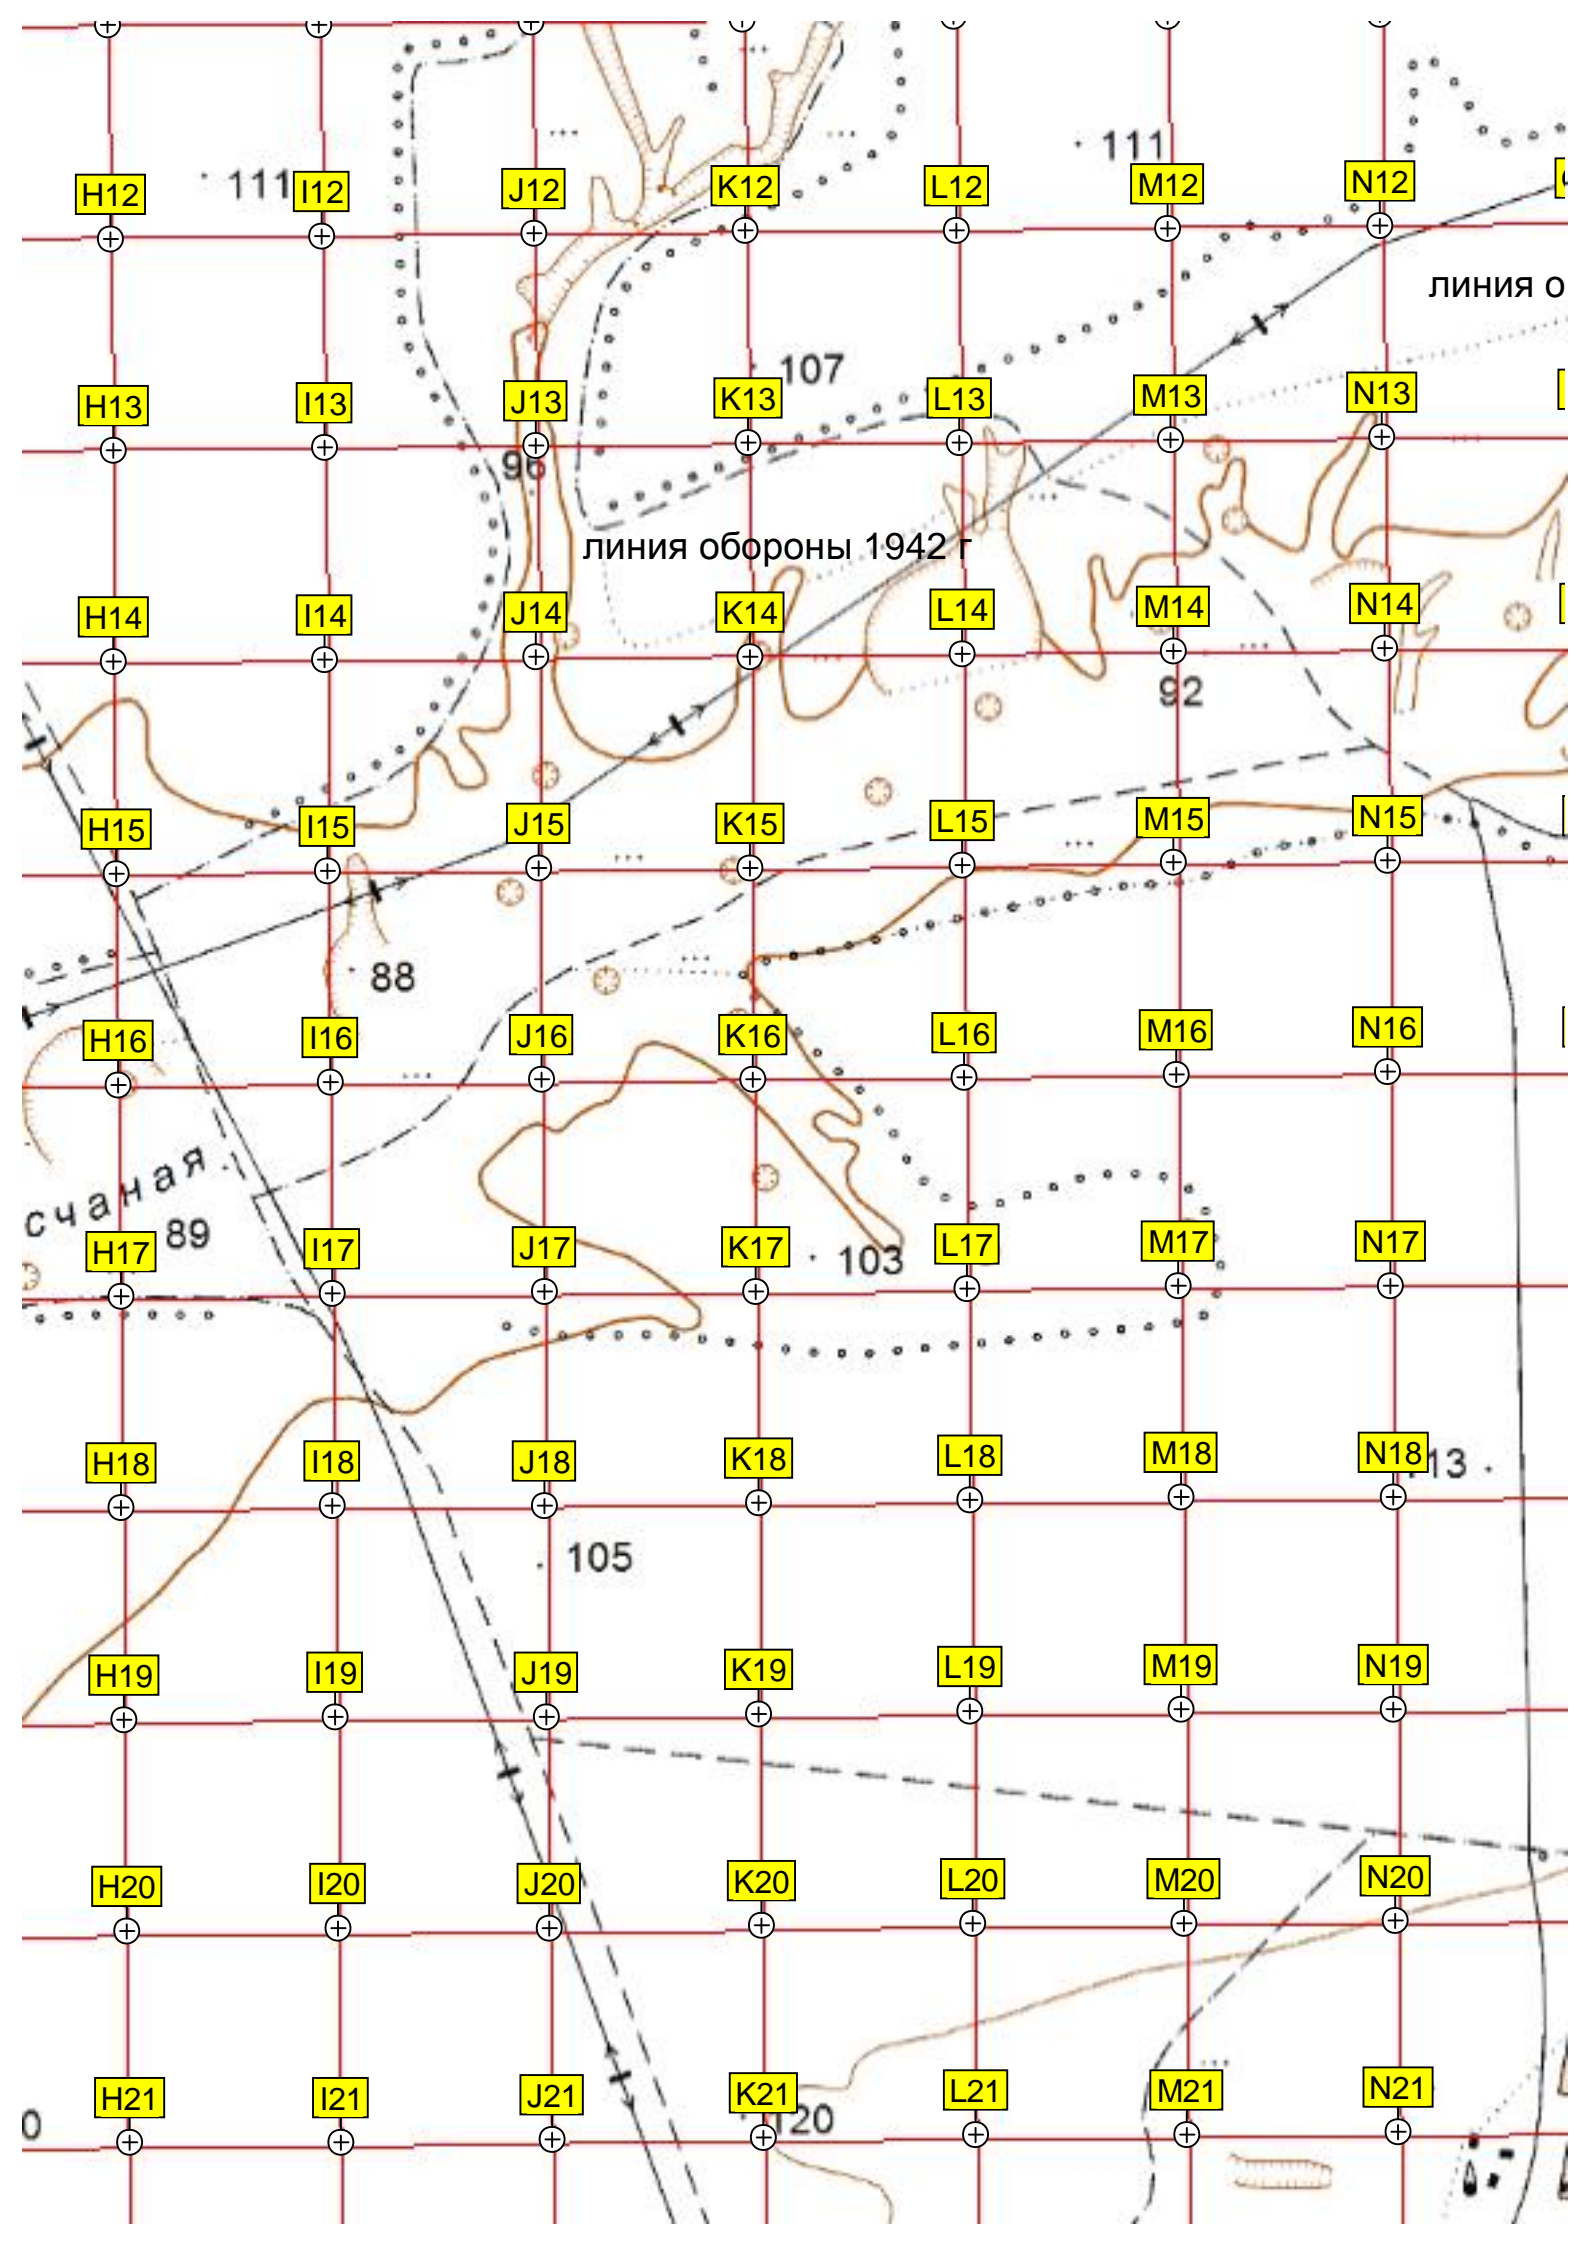 111
111
H12 I12 J12 K12 L12 M12 N12
линия о
107
H13 I13 J13 K13 L13 M13 N13
96
линия обороны 1942 г
H14 I14 J14 K14 L14 M14 N14
92
H15 I15 J15 K15 L15 M15 N15
88
H16 I16 J16 K16 L16 M16 N16
счаная
89
H17 I17 J17 K17 L17 M17 N17
103
H18 I18 J18 K18 L18 M18 N18
13
105
H19 I19 J19 K19 L19 M19 N19
H20 I20 J20 K20 L20 M20 N20
H21 I21 J21 K21 L21 M21 N21
0
120